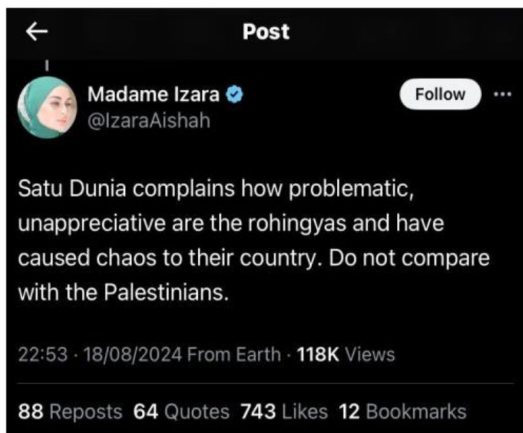 Post
Madame Izara
Follow
@IzaraAishah
Satu Dunia complains how problematic,
unappreciative are the rohingyas and have
caused chaos to their country. Do not compare
with the Palestinians.
22:53 · 18/08/2024 From Earth · 118K Views
88 Reposts 64 Quotes 743 Likes 12 Bookmarks